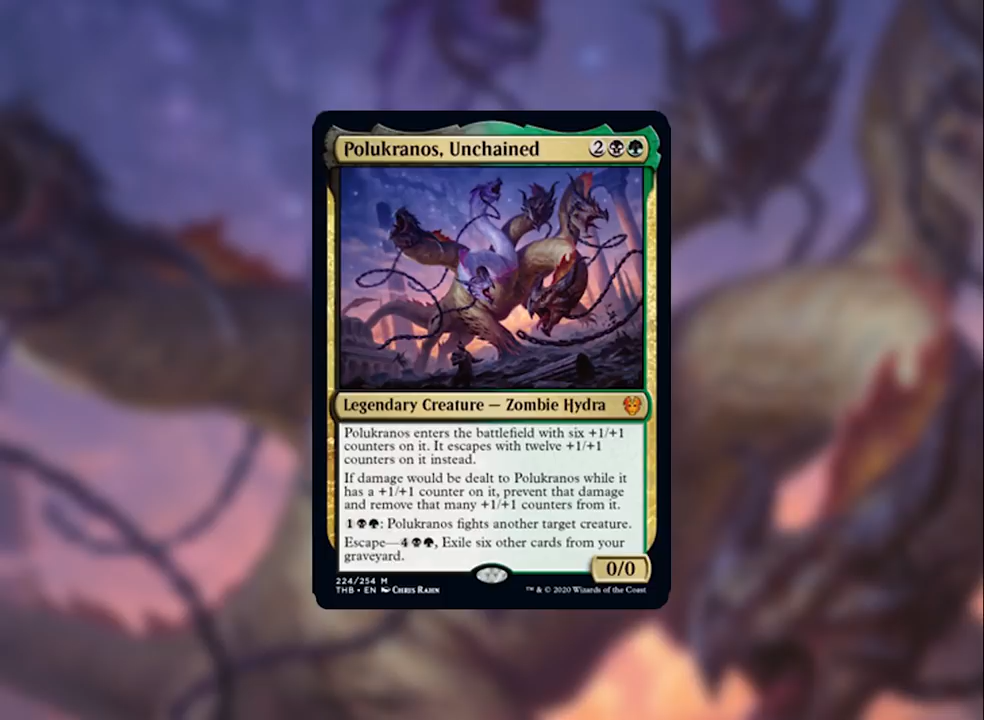 Polukranos, Unchained 2
Legendary Creature — Zombie Hydra
Polukranos enters the battlefield with six +1/+1
counters on it. It escapes with twelve +1/+1
counters on it instead.
If damage would be dealt to Polukranos while it
has a +1/+1 counter on it, prevent that damage
and remove that many +1/+1 counters from it.
1 : Polukranos fights another target creature.
Escape—4 , Exile six other cards from your
graveyard.
0/0
224/254 M
THB • EN Chris Rahn ™ & © 2020 Wizards of the Coast